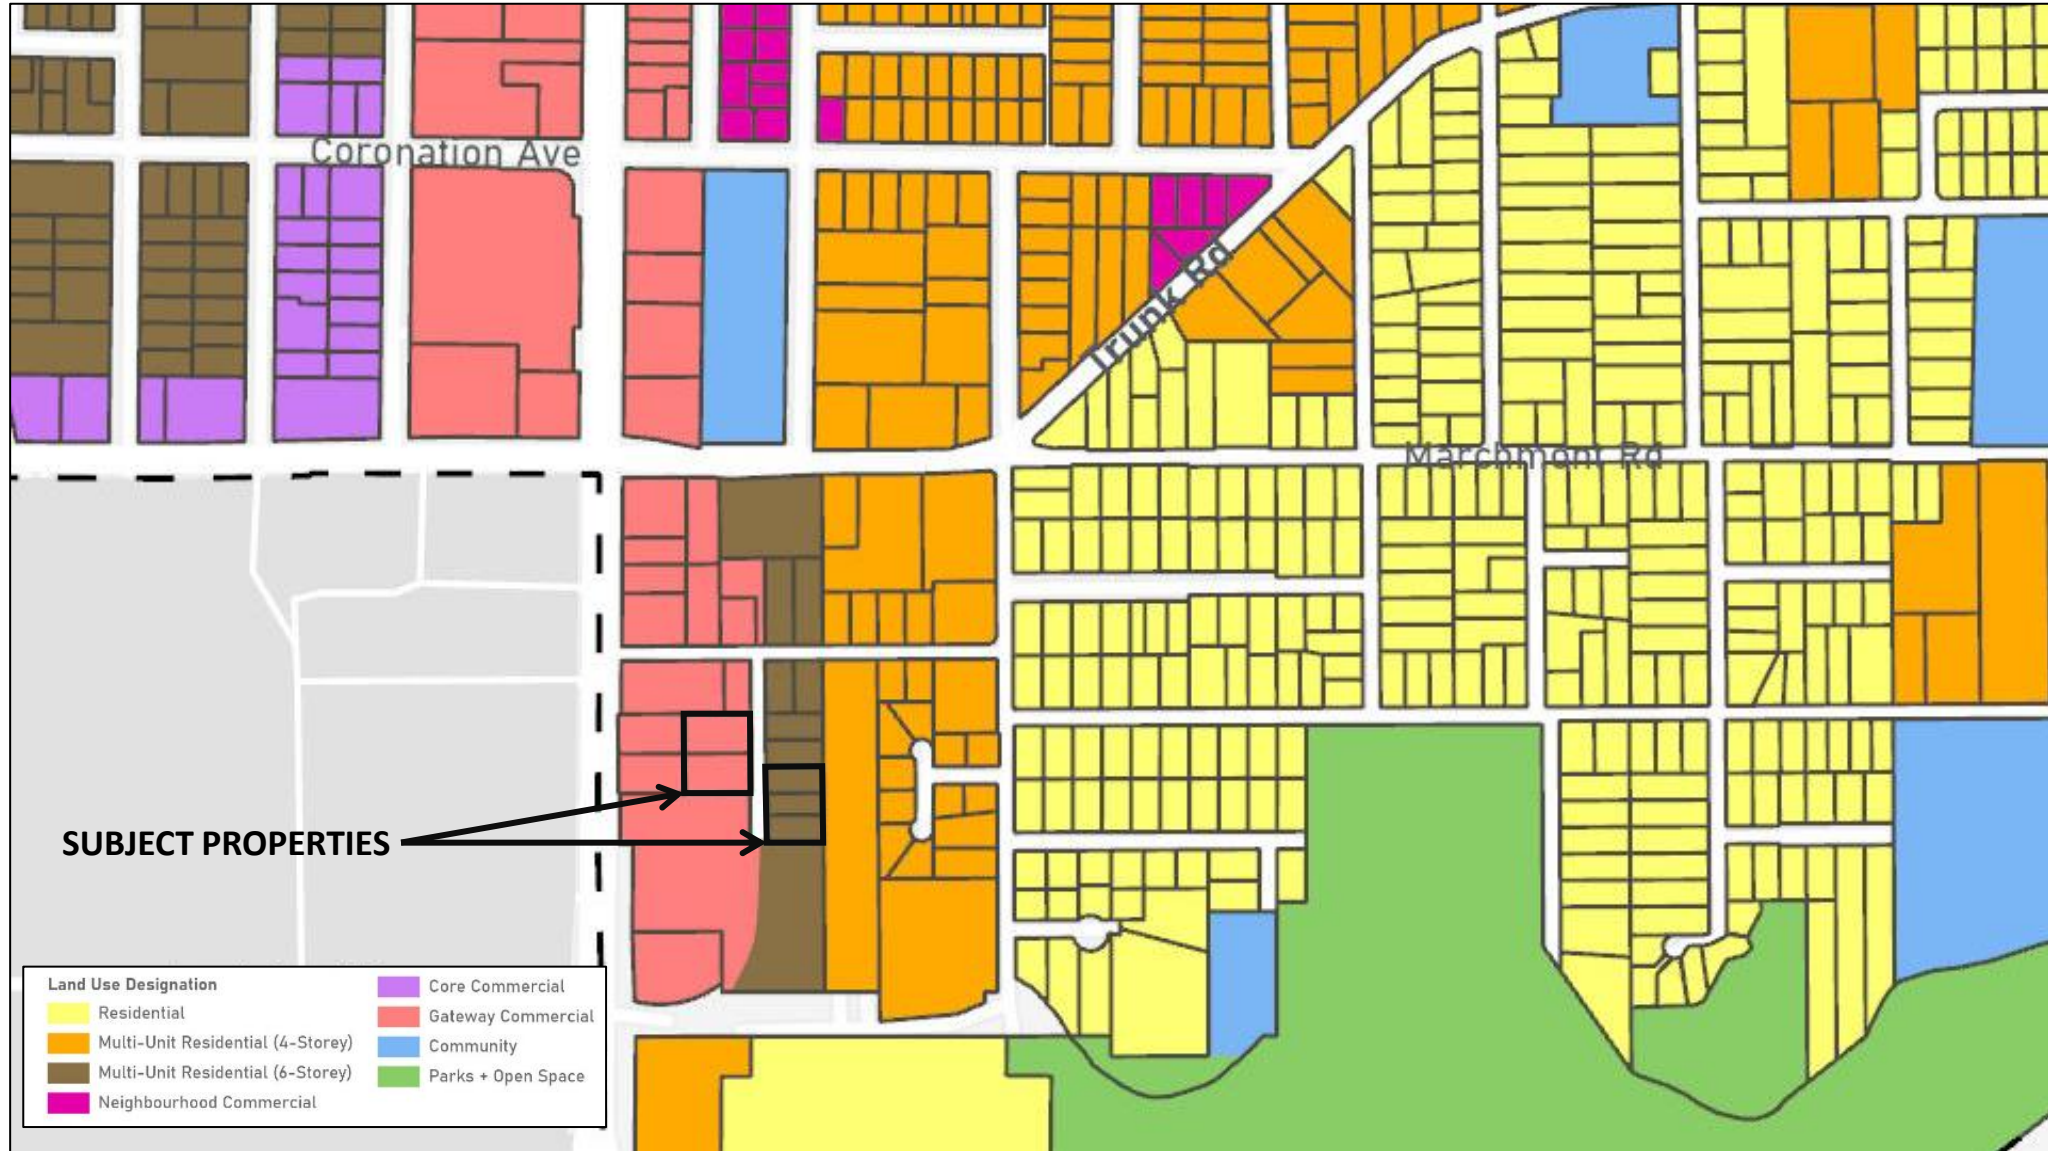 Coronation Ave
Trunk Rd
Marchmont Rd
SUBJECT PROPERTIES
Land Use Designation
Residential
Multi-Unit Residential (4-Storey)
Multi-Unit Residential (6-Storey)
Neighbourhood Commercial
Core Commercial
Gateway Commercial
Community
Parks + Open Space